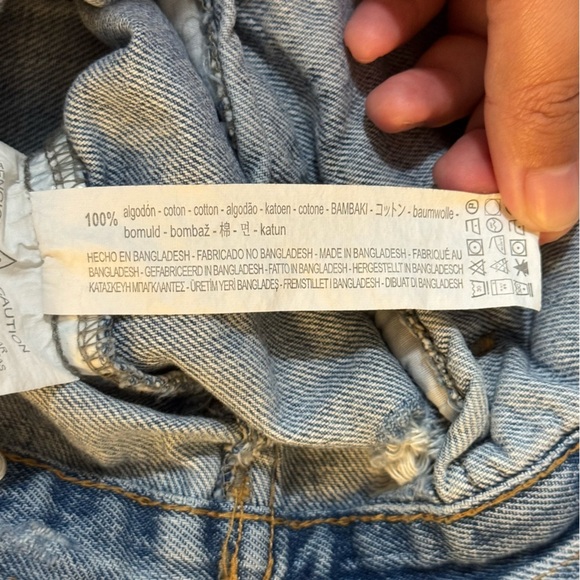 100% algodón - coton - cotton - algodão - katoen - cotone - BAMBAKI - コットン - baumwolle -
bomuld - bombaž - 棉 - 면 - katun
HECHO EN BANGLADESH - FABRICADO NO BANGLADESH - MADE IN BANGLADESH - FABRIQUÉ AU
BANGLADESH - GEFABRICEERD IN BANGLADESH - FATTO IN BANGLADESH - HERGESTELLT IN BANGLADESCH
ΚΑΤΑΣΚΕΥΗ ΜΠΑΓΚΛΑΝΤΕΣ - ÜRETİM YERİ BANGLADEŞ - FREMSTILLET I BANGLADESH - DIBUAT DI BANGLADESH
CAUTION